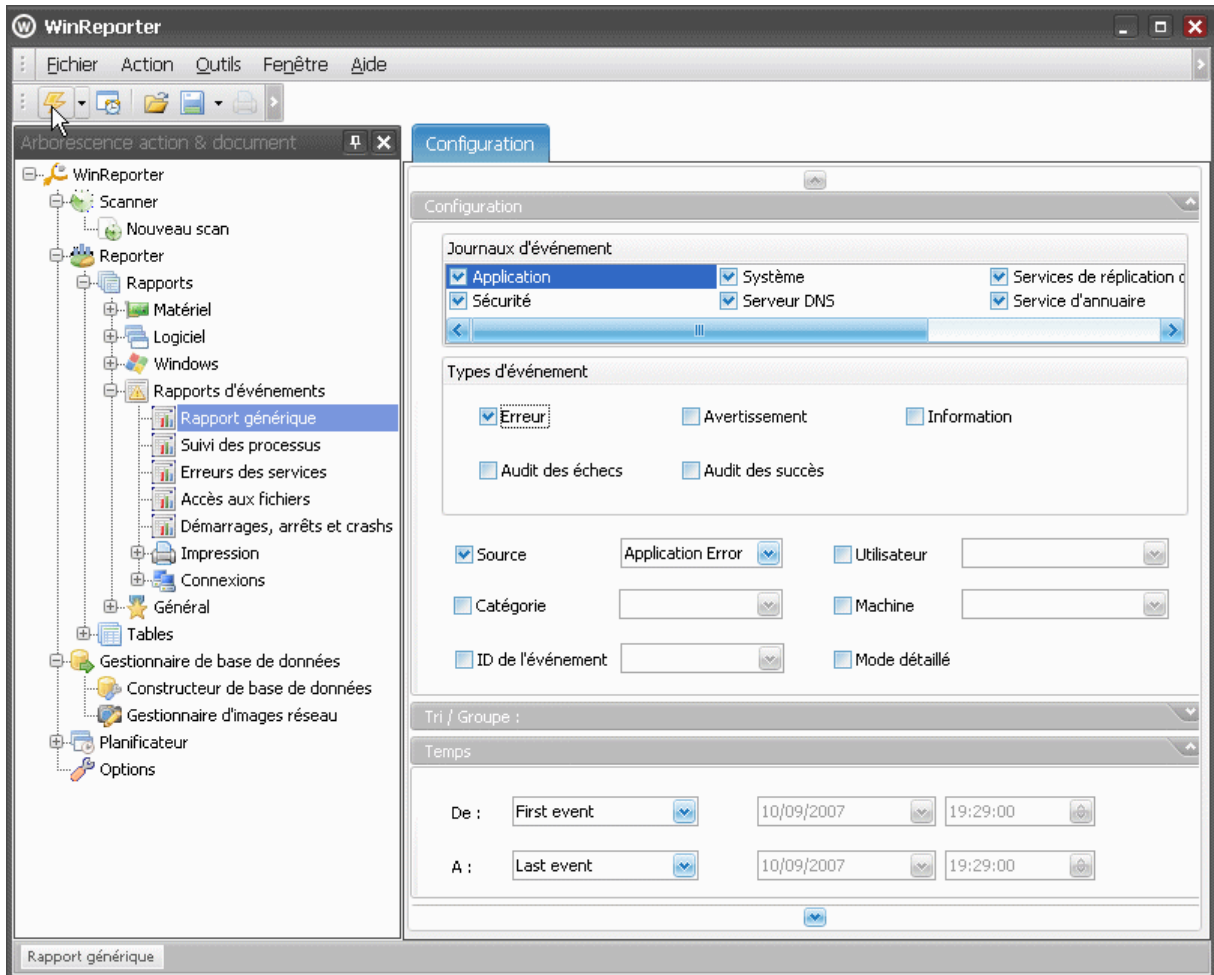 WinReporter
Fichier Action Outils Fenêtre Aide
Arborescence action & document
WinReporter
Scanner
Nouveau scan
Reporter
Rapports
Matériel
Logiciel
Windows
Rapports d'événements
Rapport générique
Suivi des processus
Erreurs des services
Accès aux fichiers
Démarrages, arrêts et crashs
Impression
Connexions
Général
Tables
Gestionnaire de base de données
Constructeur de base de données
Gestionnaire d'images réseau
Planificateur
Options
Configuration
Configuration
Journaux d'événement
Application Système Services de réplication
Sécurité Serveur DNS Service d'annuaire
Types d'événement
Erreur Avertissement Information
Audit des échecs Audit des succès
Source Application Error Utilisateur
Catégorie Machine
ID de l'événement Mode détaillé
Tri / Groupe :
Temps
De : First event 10/09/2007 19:29:00
A : Last event 10/09/2007 19:29:00
Rapport générique